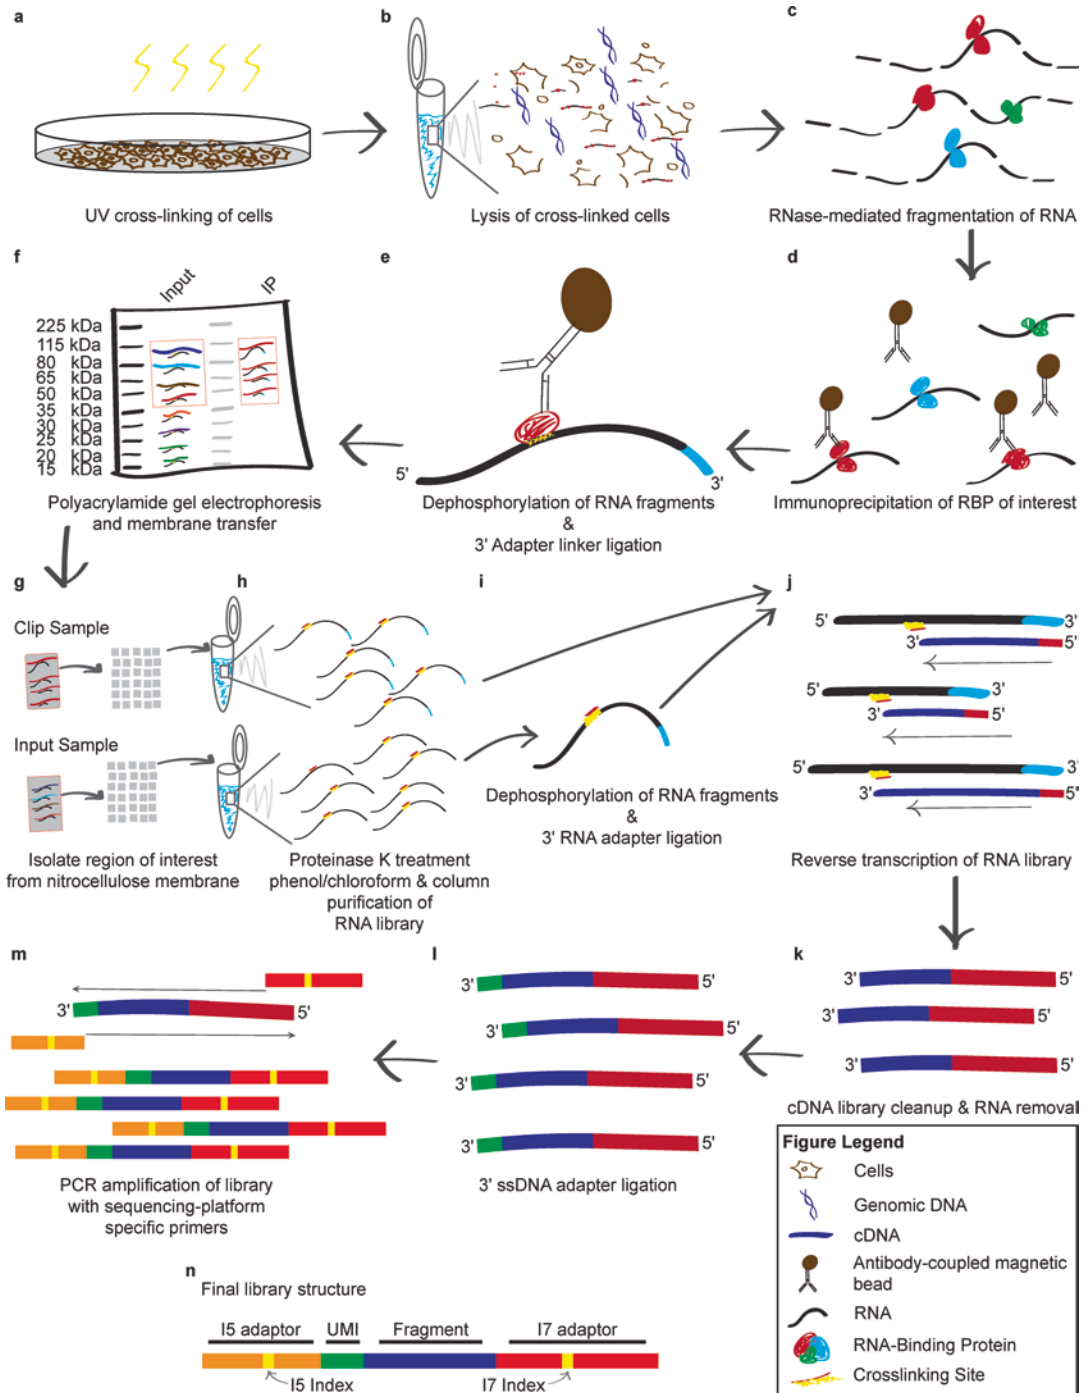 a
UV cross-linking of cells
b
Lysis of cross-linked cells
c
RNase-mediated fragmentation of RNA
d
Immunoprecipitation of RBP of interest
e
5'
3'
Dephosphorylation of RNA fragments
&
3' Adapter linker ligation
f
Input
IP
225 kDa
115 kDa
80 kDa
65 kDa
50 kDa
35 kDa
30 kDa
25 kDa
20 kDa
15 kDa
Polyacrylamide gel electrophoresis
and membrane transfer
g
Clip Sample
Input Sample
Isolate region of interest
from nitrocellulose membrane
h
Proteinase K treatment
phenol/chloroform & column
purification of
RNA library
i
Dephosphorylation of RNA fragments
&
3' RNA adapter ligation
j
5'
3'
3'
5'
5'
3'
3'
5'
5'
3'
3'
5'
Reverse transcription of RNA library
k
3'
5'
3'
5'
3'
5'
cDNA library cleanup & RNA removal
l
3'
5'
3'
5'
3'
5'
3'
5'
3' ssDNA adapter ligation
m
3'
5'
PCR amplification of library
with sequencing-platform
specific primers
n
Final library structure
I5 adaptor
UMI
Fragment
I7 adaptor
I5 Index
I7 Index
Figure Legend
Cells
Genomic DNA
cDNA
Antibody-coupled magnetic
bead
RNA
RNA-Binding Protein
Crosslinking Site